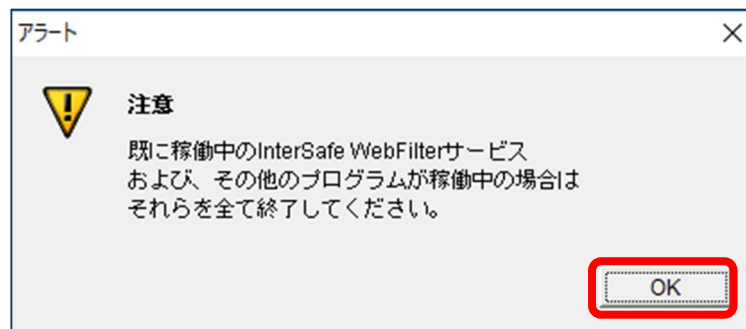 アラート
注意
既に稼働中のInterSafe WebFilterサービス
および、その他のプログラムが稼働中の場合は
それらを全て終了してください。
OK